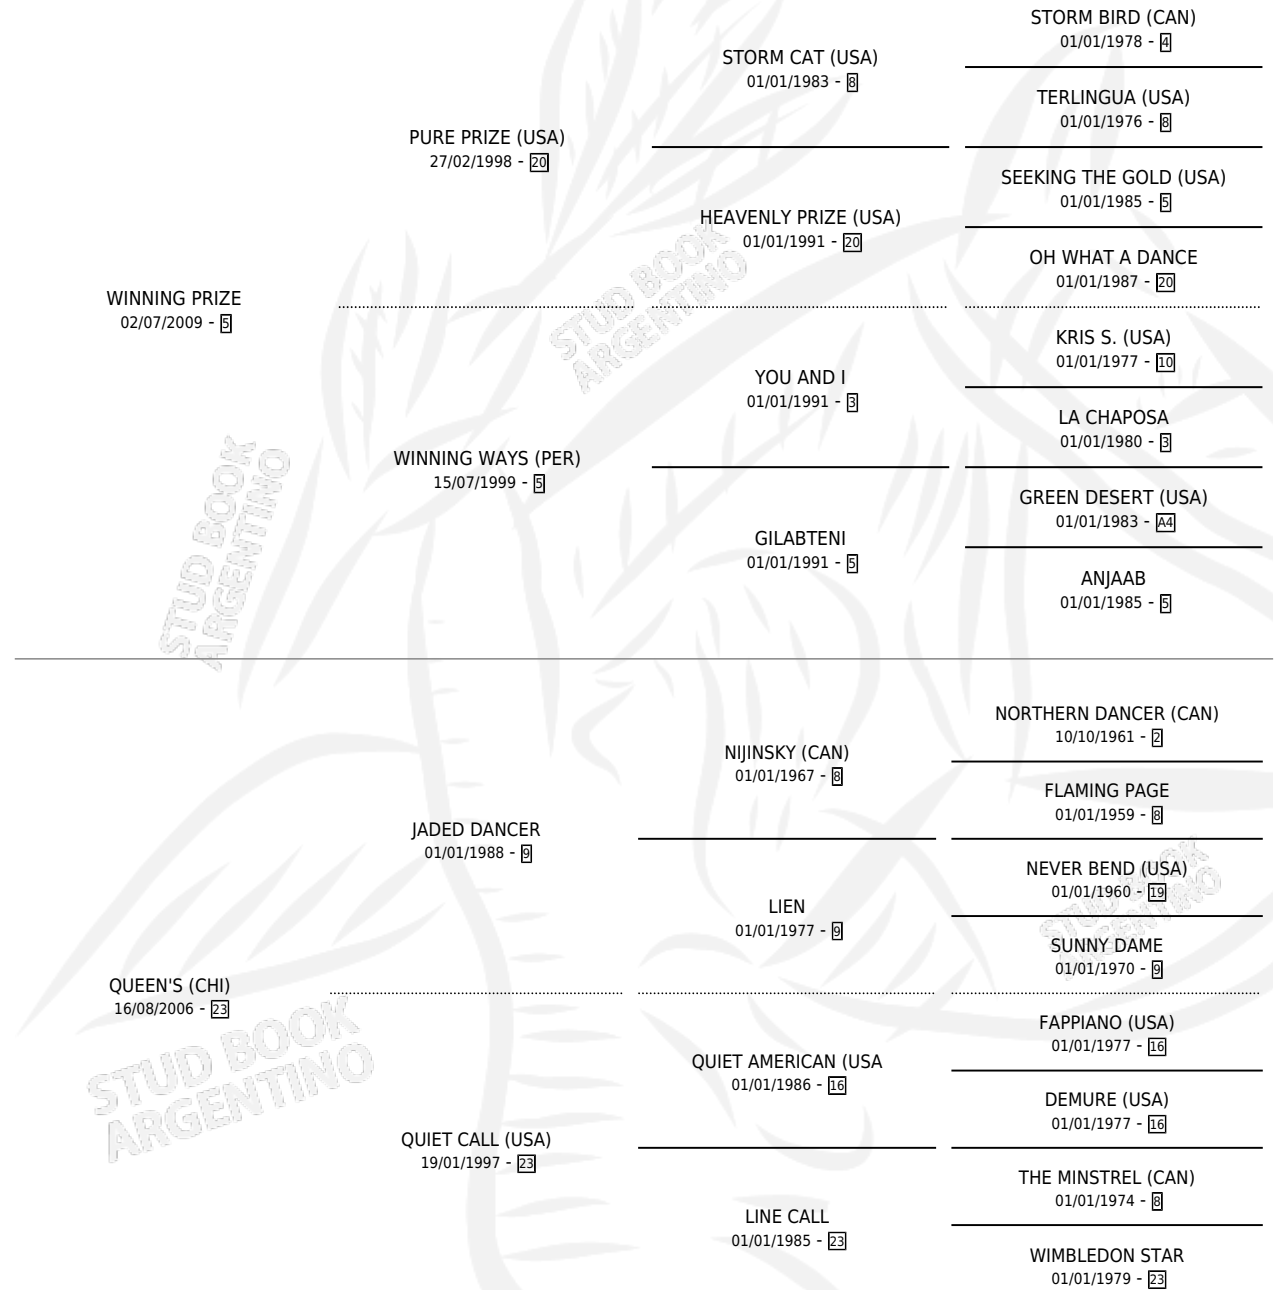 STORM BIRD (CAN)
01/01/1978 - 4
STORM CAT (USA)
01/01/1983 - 8
TERLINGUA (USA)
01/01/1976 - 8
PURE PRIZE (USA)
27/02/1998 - 20
SEEKING THE GOLD (USA)
01/01/1985 - 5
HEAVENLY PRIZE (USA)
01/01/1991 - 20
OH WHAT A DANCE
01/01/1987 - 20
WINNING PRIZE
02/07/2009 - 5
KRIS S. (USA)
01/01/1977 - 10
YOU AND I
01/01/1991 - 3
LA CHAPOSA
01/01/1980 - 3
WINNING WAYS (PER)
15/07/1999 - 5
GREEN DESERT (USA)
01/01/1983 - A4
GILABTENI
01/01/1991 - 5
ANJAAB
01/01/1985 - 5
NORTHERN DANCER (CAN)
10/10/1961 - 2
NIJINSKY (CAN)
01/01/1967 - 8
FLAMING PAGE
01/01/1959 - 8
JADED DANCER
01/01/1988 - 9
NEVER BEND (USA)
01/01/1960 - 19
LIEN
01/01/1977 - 9
SUNNY DAME
01/01/1970 - 9
QUEEN'S (CHI)
16/08/2006 - 23
FAPPIANO (USA)
01/01/1977 - 16
QUIET AMERICAN (USA
01/01/1986 - 16
DEMURE (USA)
01/01/1977 - 16
QUIET CALL (USA)
19/01/1997 - 23
THE MINSTREL (CAN)
01/01/1974 - 8
LINE CALL
01/01/1985 - 23
WIMBLEDON STAR
01/01/1979 - 23
STUD BOOK
ARGENTINO
STUD BOOK
ARGENTINO
STUD BOOK
ARGENTINO
STUD BOOK
ARGENTINO